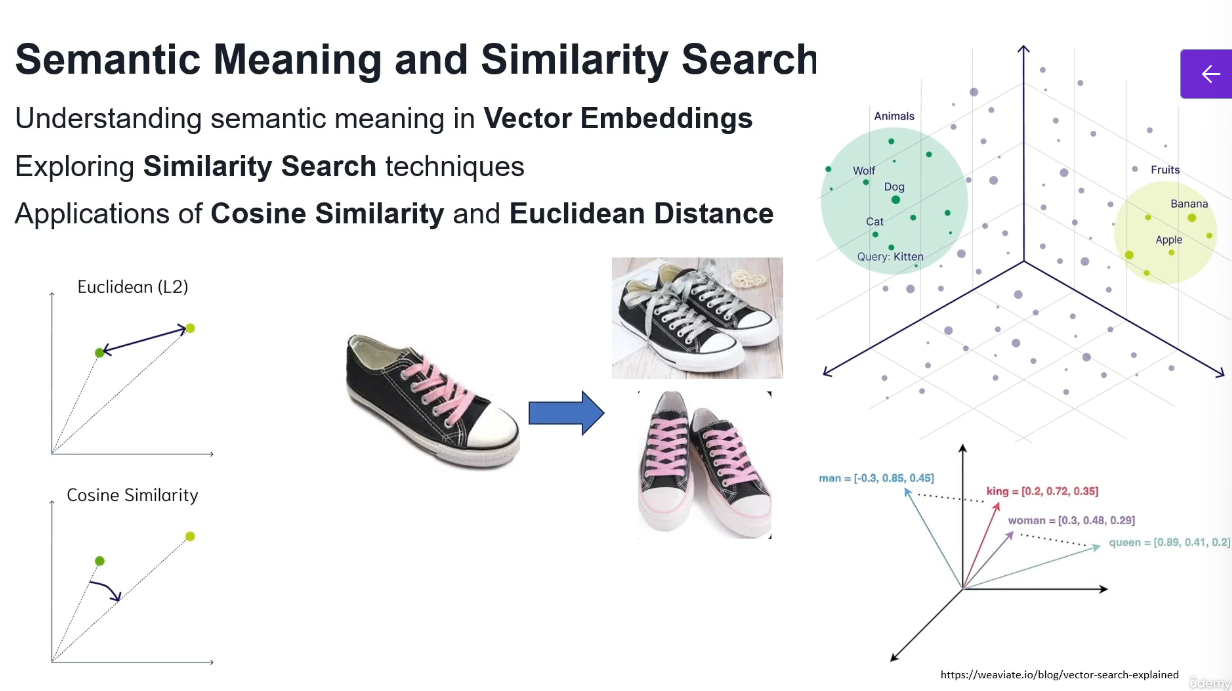 Semantic Meaning and Similarity Search
Understanding semantic meaning in Vector Embeddings
Exploring Similarity Search techniques
Applications of Cosine Similarity and Euclidean Distance
Euclidean (L2)
Cosine Similarity
Animals
Wolf
Dog
Cat
Query: Kitten
Fruits
Banana
Apple
man = [-0.3, 0.85, 0.45]
king = [0.2, 0.72, 0.35]
woman = [0.3, 0.48, 0.29]
queen = [0.89, 0.41, 0.2]
https://weaviate.io/blog/vector-search-explained
ûdemy